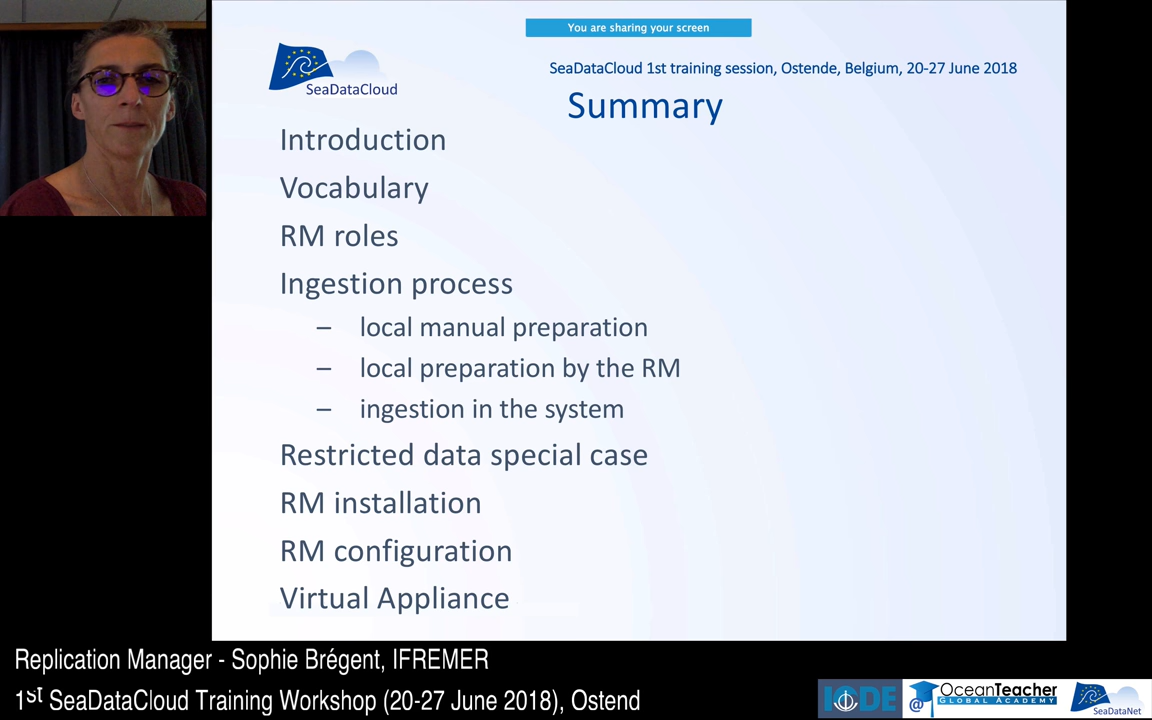 You are sharing your screen
SeaDataCloud
SeaDataCloud 1st training session, Ostende, Belgium, 20-27 June 2018
Summary
Introduction
Vocabulary
RM roles
Ingestion process
– local manual preparation
– local preparation by the RM
– ingestion in the system
Restricted data special case
RM installation
RM configuration
Virtual Appliance
Replication Manager - Sophie Brégent, IFREMER
1st SeaDataCloud Training Workshop (20-27 June 2018), Ostend
IODE
@ OceanTeacher
GLOBAL ACADEMY
SeaDataNet